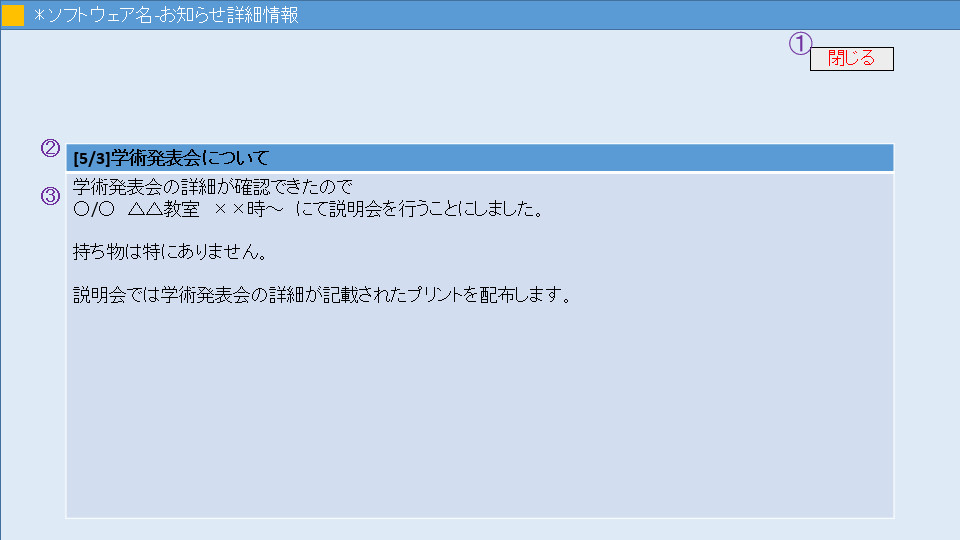 ＊ソフトウェア名-お知らせ詳細情報
①
閉じる
②
[5/3]学術発表会について
③
学術発表会の詳細が確認できたので
〇/〇　△△教室　××時～　にて説明会を行うことにしました。
持ち物は特にありません。
説明会では学術発表会の詳細が記載されたプリントを配布します。